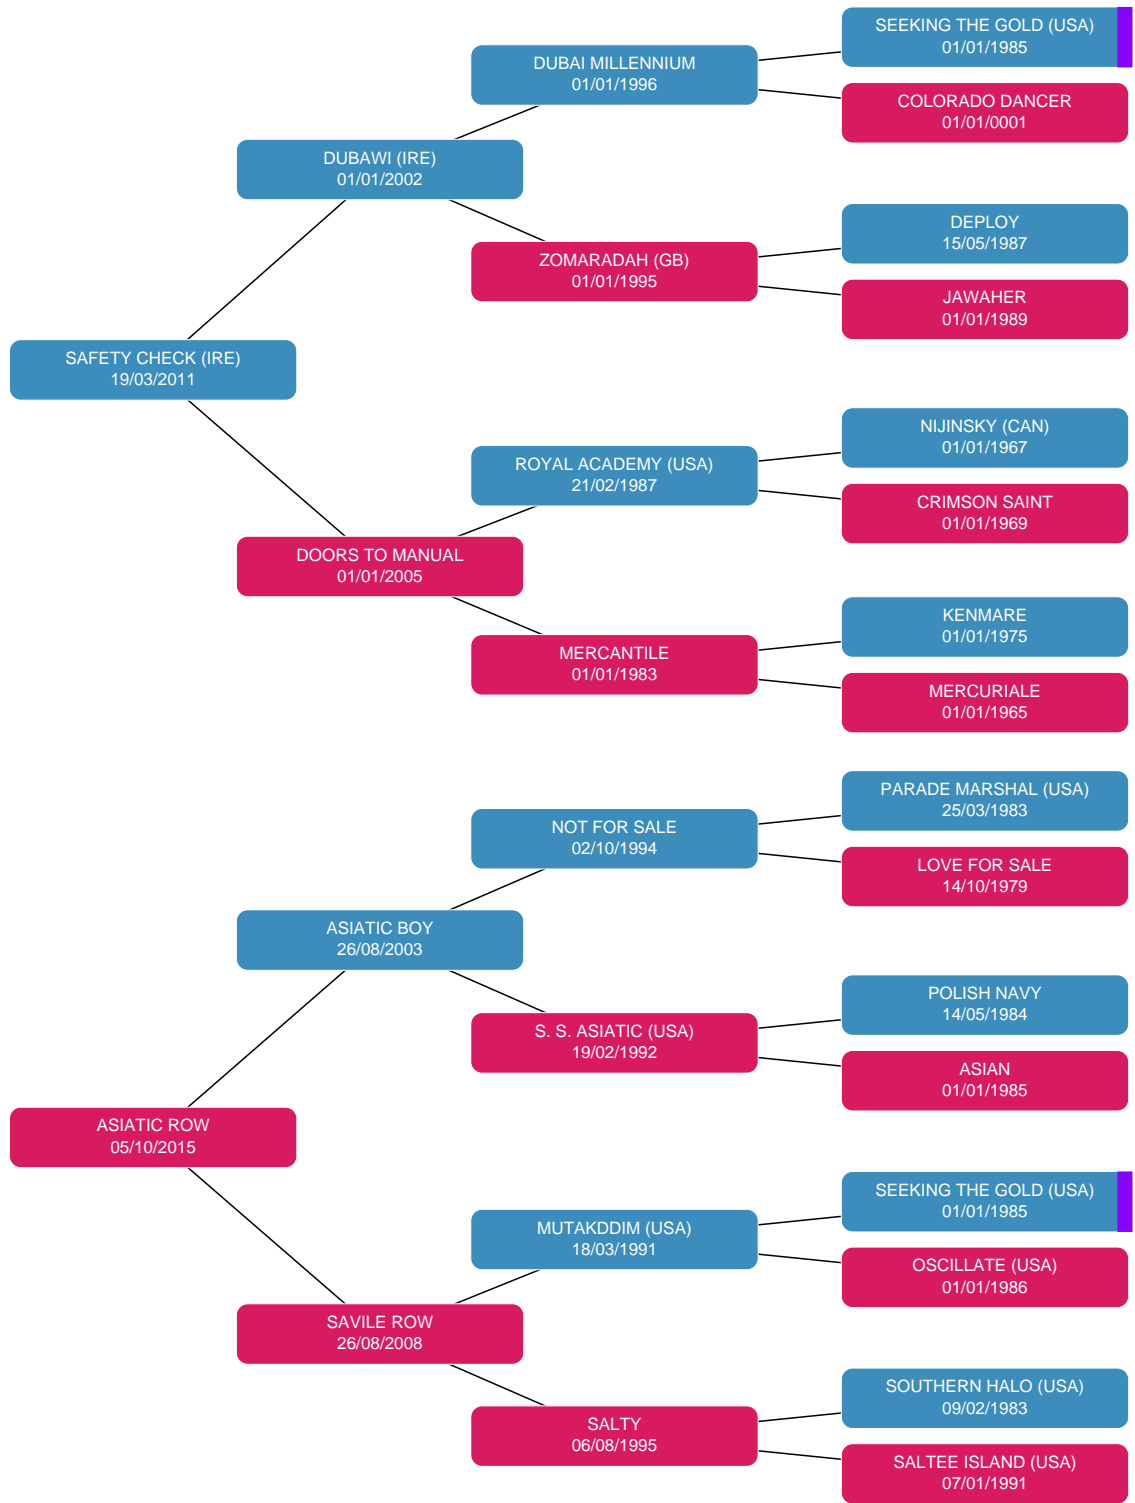 SEEKING THE GOLD (USA)
01/01/1985
DUBAI MILLENNIUM
01/01/1996
COLORADO DANCER
01/01/0001
DUBAWI (IRE)
01/01/2002
DEPLOY
15/05/1987
ZOMARADAH (GB)
01/01/1995
JAWAHER
01/01/1989
SAFETY CHECK (IRE)
19/03/2011
NIJINSKY (CAN)
01/01/1967
ROYAL ACADEMY (USA)
21/02/1987
CRIMSON SAINT
01/01/1969
DOORS TO MANUAL
01/01/2005
KENMARE
01/01/1975
MERCANTILE
01/01/1983
MERCURIALE
01/01/1965
PARADE MARSHAL (USA)
25/03/1983
NOT FOR SALE
02/10/1994
LOVE FOR SALE
14/10/1979
ASIATIC BOY
26/08/2003
POLISH NAVY
14/05/1984
S. S. ASIATIC (USA)
19/02/1992
ASIAN
01/01/1985
ASIATIC ROW
05/10/2015
SEEKING THE GOLD (USA)
01/01/1985
MUTAKDDIM (USA)
18/03/1991
OSCILLATE (USA)
01/01/1986
SAVILE ROW
26/08/2008
SOUTHERN HALO (USA)
09/02/1983
SALTY
06/08/1995
SALTEE ISLAND (USA)
07/01/1991